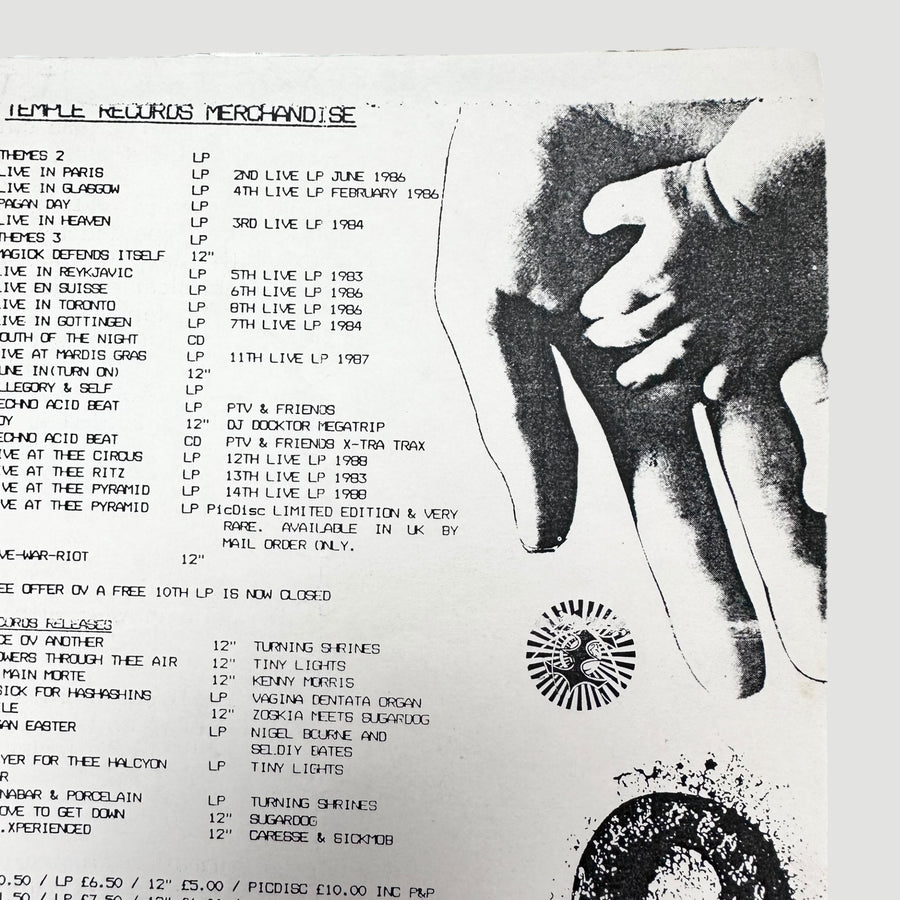 TEMPLE RECORDS MERCHANDISE
THEMES 2 LP
LIVE IN PARIS LP 2ND LIVE LP JUNE 1986
LIVE IN GLASGOW LP 4TH LIVE LP FEBRUARY 1986
PAGAN DAY LP
LIVE IN HEAVEN LP 3RD LIVE LP 1984
THEMES 3 LP
MAGICK DEFENDS ITSELF 12"
LIVE IN REYKJAVIC LP 5TH LIVE LP 1983
LIVE EN SUISSE LP 6TH LIVE LP 1986
LIVE IN TORONTO LP 8TH LIVE LP 1986
LIVE IN GOTTINGEN LP 7TH LIVE LP 1984
OUTH OF THE NIGHT CD
LIVE AT MARDIS GRAS LP 11TH LIVE LP 1987
UNE IN(TURN ON) 12"
LLEGORY & SELF LP
ECHNO ACID BEAT LP PTV & FRIENDS
OY 12" DJ DOCKTOR MEGATRIP
ECHNO ACID BEAT CD PTV & FRIENDS X-TRA TRAX
IVE AT THEE CIRCUS LP 12TH LIVE LP 1988
IVE AT THEE RITZ LP 13TH LIVE LP 1983
IVE AT THEE PYRAMID LP 14TH LIVE LP 1988
VE AT THEE PYRAMID LP PicDisc LIMITED EDITION & VERY
RARE. AVAILABLE IN UK BY
MAIL ORDER ONLY.
VE-WAR-RIOT 12"
EE OFFER OV A FREE 10TH LP IS NOW CLOSED
CORDS RELEASES
CE OV ANOTHER 12" TURNING SHRINES
OWERS THROUGH THEE AIR 12" TINY LIGHTS
MAIN MORTE 12" KENNY MORRIS
SICK FOR HASHASHINS LP VAGINA DENTATA ORGAN
LE 12" ZOSKIA MEETS SUGARDOG
GAN EASTER LP NIGEL BOURNE AND
SELDIY BATES
YER FOR THEE HALCYON LP TINY LIGHTS
R
NABAR & PORCELAIN LP TURNING SHRINES
OVE TO GET DOWN 12" SUGARDOG
.XPERIENCED 12" CARESSE & SICKMOB
0.50 / LP £6.50 / 12" £5.00 / PICDISC £10.00 INC P&P